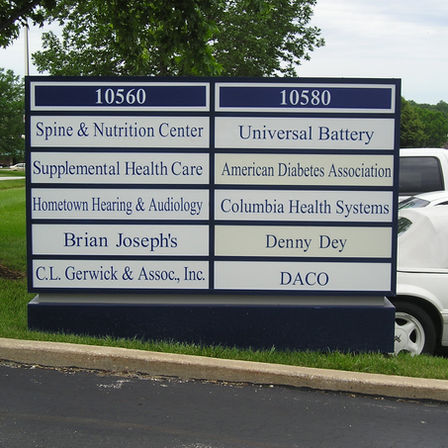 10560
Spine & Nutrition Center
Supplemental Health Care
Hometown Hearing & Audiology
Brian Joseph's
C.L. Gerwick & Assoc., Inc.
10580
Universal Battery
American Diabetes Association
Columbia Health Systems
Denny Dey
DACO